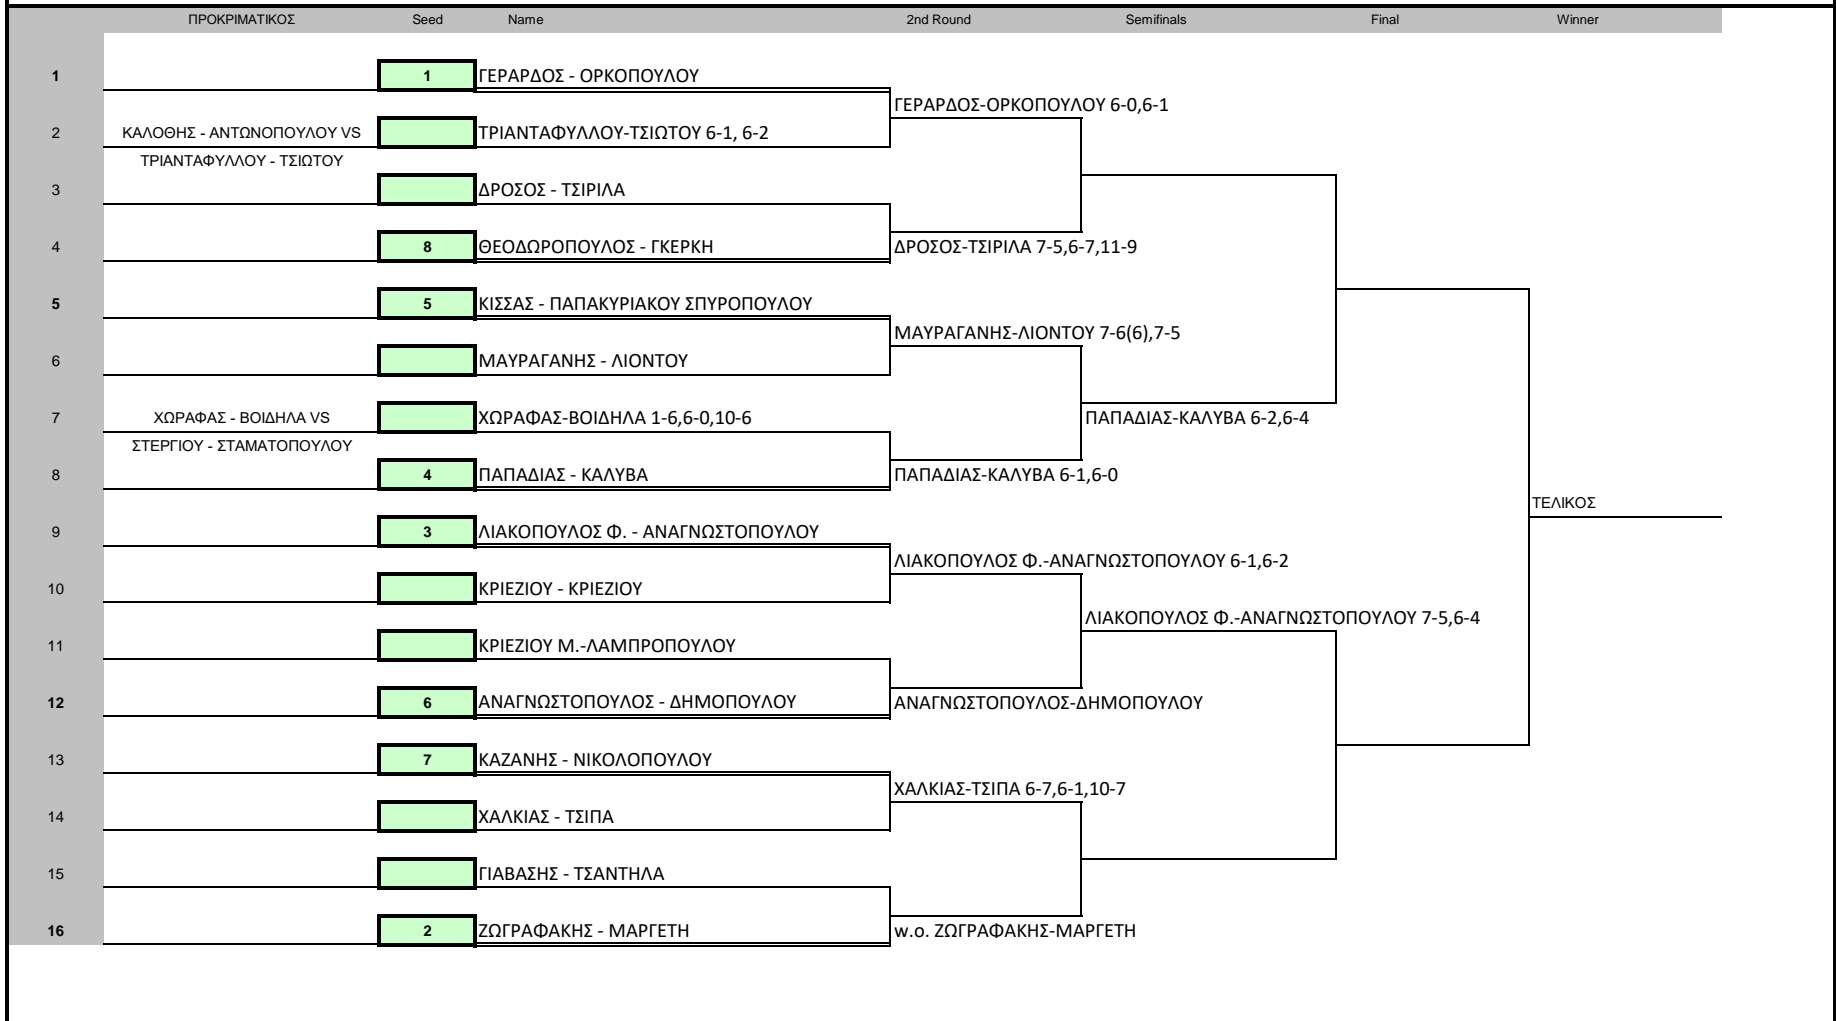 ΠΡΟΚΡΙΜΑΤΙΚΟΣ Seed Name 2nd Round Semifinals Final Winner
1 1 ΓΕΡΑΡΔΟΣ - ΟΡΚΟΠΟΥΛΟΥ
ΓΕΡΑΡΔΟΣ-ΟΡΚΟΠΟΥΛΟΥ 6-0,6-1
2 ΚΑΛΟΘΗΣ - ΑΝΤΩΝΟΠΟΥΛΟΥ VS ΤΡΙΑΝΤΑΦΥΛΛΟΥ-ΤΣΙΩΤΟΥ 6-1, 6-2
ΤΡΙΑΝΤΑΦΥΛΛΟΥ - ΤΣΙΩΤΟΥ
3 ΔΡΟΣΟΣ - ΤΣΙΡΙΛΑ
4 8 ΘΕΟΔΩΡΟΠΟΥΛΟΣ - ΓΚΕΡΚΗ ΔΡΟΣΟΣ-ΤΣΙΡΙΛΑ 7-5,6-7,11-9
5 5 ΚΙΣΣΑΣ - ΠΑΠΑΚΥΡΙΑΚΟΥ ΣΠΥΡΟΠΟΥΛΟΥ
ΜΑΥΡΑΓΑΝΗΣ-ΛΙΟΝΤΟΥ 7-6(6),7-5
6 ΜΑΥΡΑΓΑΝΗΣ - ΛΙΟΝΤΟΥ
7 ΧΩΡΑΦΑΣ - ΒΟΙΔΗΛΑ VS ΧΩΡΑΦΑΣ-ΒΟΙΔΗΛΑ 1-6,6-0,10-6 ΠΑΠΑΔΙΑΣ-ΚΑΛΥΒΑ 6-2,6-4
ΣΤΕΡΓΙΟΥ - ΣΤΑΜΑΤΟΠΟΥΛΟΥ
8 4 ΠΑΠΑΔΙΑΣ - ΚΑΛΥΒΑ ΠΑΠΑΔΙΑΣ-ΚΑΛΥΒΑ 6-1,6-0
ΤΕΛΙΚΟΣ
9 3 ΛΙΑΚΟΠΟΥΛΟΣ Φ. - ΑΝΑΓΝΩΣΤΟΠΟΥΛΟΥ
ΛΙΑΚΟΠΟΥΛΟΣ Φ.-ΑΝΑΓΝΩΣΤΟΠΟΥΛΟΥ 6-1,6-2
10 ΚΡΙΕΖΙΟΥ - ΚΡΙΕΖΙΟΥ
ΛΙΑΚΟΠΟΥΛΟΣ Φ.-ΑΝΑΓΝΩΣΤΟΠΟΥΛΟΥ 7-5,6-4
11 ΚΡΙΕΖΙΟΥ Μ.-ΛΑΜΠΡΟΠΟΥΛΟΥ
12 6 ΑΝΑΓΝΩΣΤΟΠΟΥΛΟΣ - ΔΗΜΟΠΟΥΛΟΥ ΑΝΑΓΝΩΣΤΟΠΟΥΛΟΣ-ΔΗΜΟΠΟΥΛΟΥ
13 7 ΚΑΖΑΝΗΣ - ΝΙΚΟΛΟΠΟΥΛΟΥ
ΧΑΛΚΙΑΣ-ΤΣΙΠΑ 6-7,6-1,10-7
14 ΧΑΛΚΙΑΣ - ΤΣΙΠΑ
15 ΓΙΑΒΑΣΗΣ - ΤΣΑΝΤΗΛΑ
16 2 ΖΩΓΡΑΦΑΚΗΣ - ΜΑΡΓΕΤΗ w.o. ΖΩΓΡΑΦΑΚΗΣ-ΜΑΡΓΕΤΗ